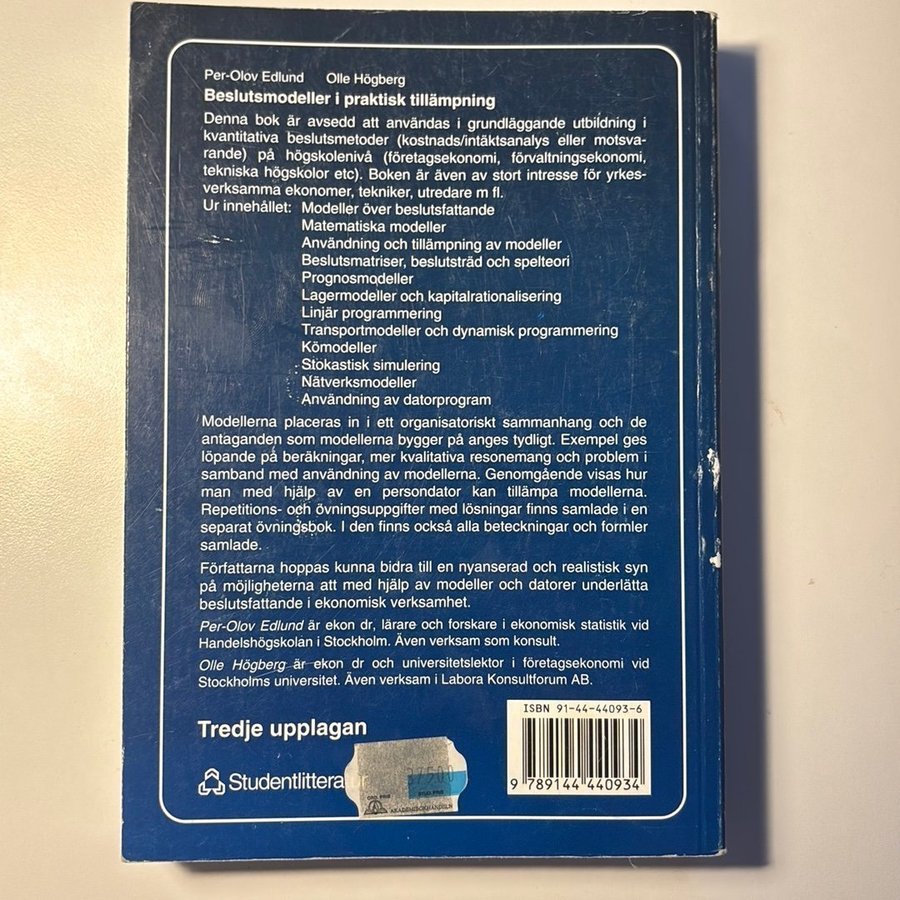 Per-Olov Edlund Olle Högberg
Beslutsmodeller i praktisk tillämpning
Denna bok är avsedd att användas i grundläggande utbildning i
kvantitativa beslutsmetoder (kostnads/intäktsanalys eller motsva-
rande) på högskolenivå (företagsekonomi, förvaltningsekonomi,
tekniska högskolor etc). Boken är även av stort intresse för yrkes-
verksamma ekonomer, tekniker, utredare m fl.
Ur innehållet: Modeller över beslutsfattande
Matematiska modeller
Användning och tillämpning av modeller
Beslutsmatriser, beslutsträd och spelteori
Prognosmodeller
Lagermodeller och kapitalrationalisering
Linjär programmering
Transportmodeller och dynamisk programmering
Kömodeller
Stokastisk simulering
Nätverksmodeller
Användning av datorprogram
Modellerna placeras in i ett organisatoriskt sammanhang och de
antaganden som modellerna bygger på anges tydligt. Exempel ges
löpande på beräkningar, mer kvalitativa resonemang och problem i
samband med användning av modellerna. Genomgående visas hur
man med hjälp av en persondator kan tillämpa modellerna.
Repetitions- och övningsuppgifter med lösningar finns samlade i en
separat övningsbok. I den finns också alla beteckningar och formler
samlade.
Författarna hoppas kunna bidra till en nyanserad och realistisk syn
på möjligheterna att med hjälp av modeller och datorer underlätta
beslutsfattande i ekonomisk verksamhet.
Per-Olov Edlund är ekon dr, lärare och forskare i ekonomisk statistik vid
Handelshögskolan i Stockholm. Även verksam som konsult.
Olle Högberg är ekon dr och universitetslektor i företagsekonomi vid
Stockholms universitet. Även verksam i Labora Konsultforum AB.
ISBN 91-44-44093-6
Tredje upplagan
9 789144 440934
Studentlitteratur
AKADEMIBOKHANDELN